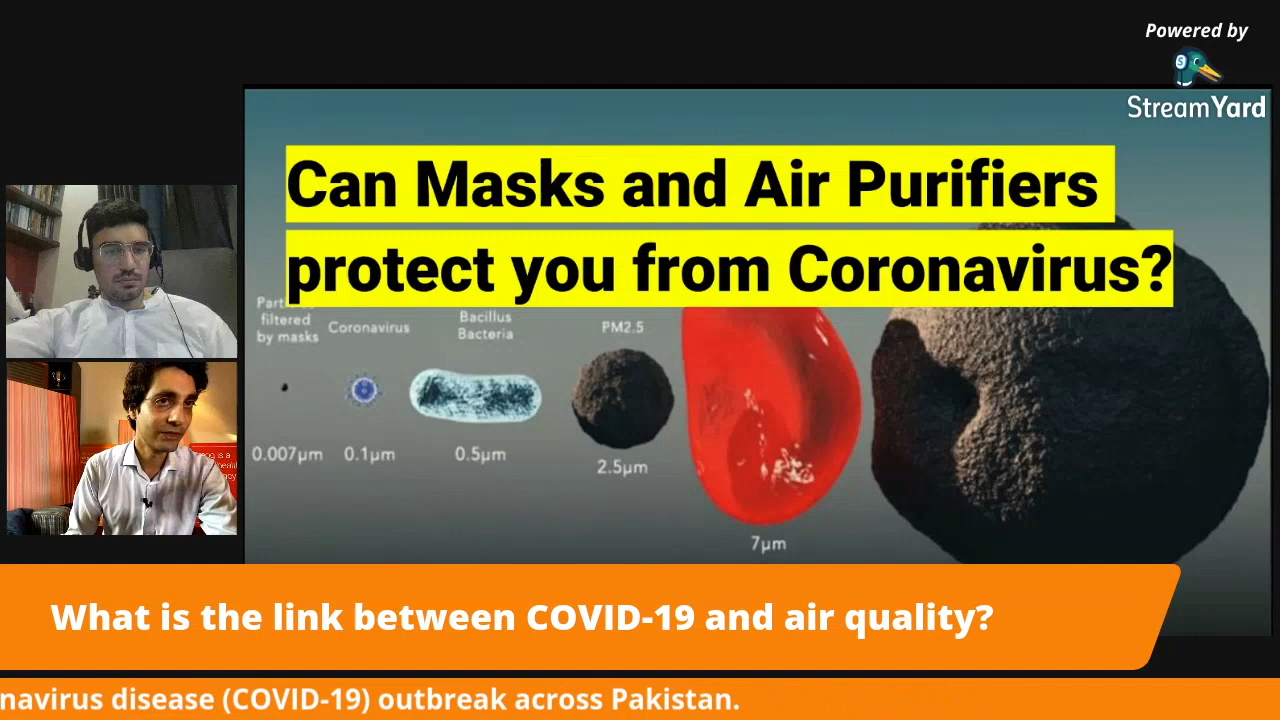 Powered by
StreamYard
Can Masks and Air Purifiers
protect you from Coronavirus?
filtered
by masks
Coronavirus
Bacillus
Bacteria
PM2.5
0.007µm
0.1µm
0.5µm
2.5µm
7µm
What is the link between COVID-19 and air quality?
navirus disease (COVID-19) outbreak across Pakistan.